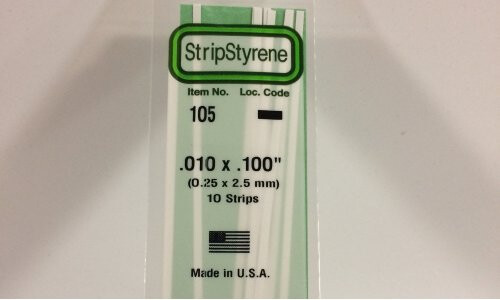 StripStyrene
Item No. Loc. Code
105
.010 x .100"
(0.25 x 2.5 mm)
10 Strips
Made in U.S.A.